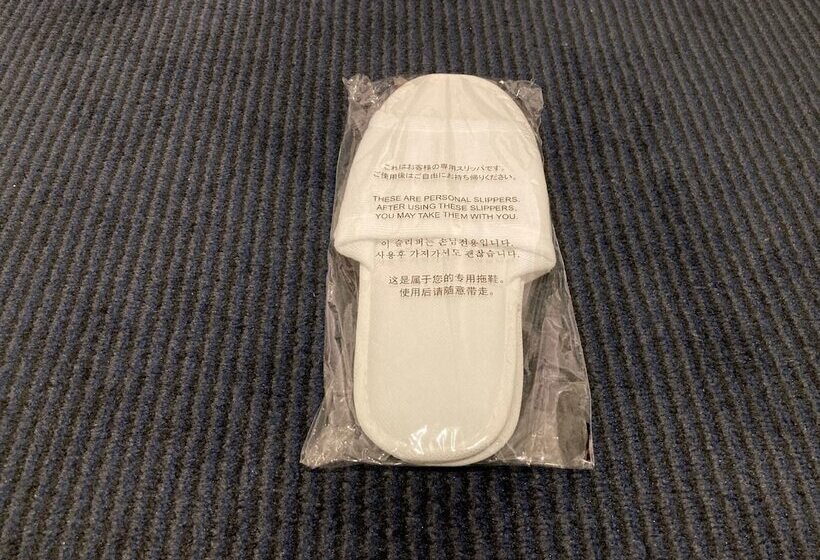 これはお客様の専用スリッパです。
ご使用後はご自由にお持ち帰りください。
THESE ARE PERSONAL SLIPPERS.
AFTER USING THESE SLIPPERS,
YOU MAY TAKE THEM WITH YOU.
이 슬리퍼는 손님전용입니다.
사용후 가져가셔도 괜찮습니다.
这是属于您的专用拖鞋。
使用后请随意带走。